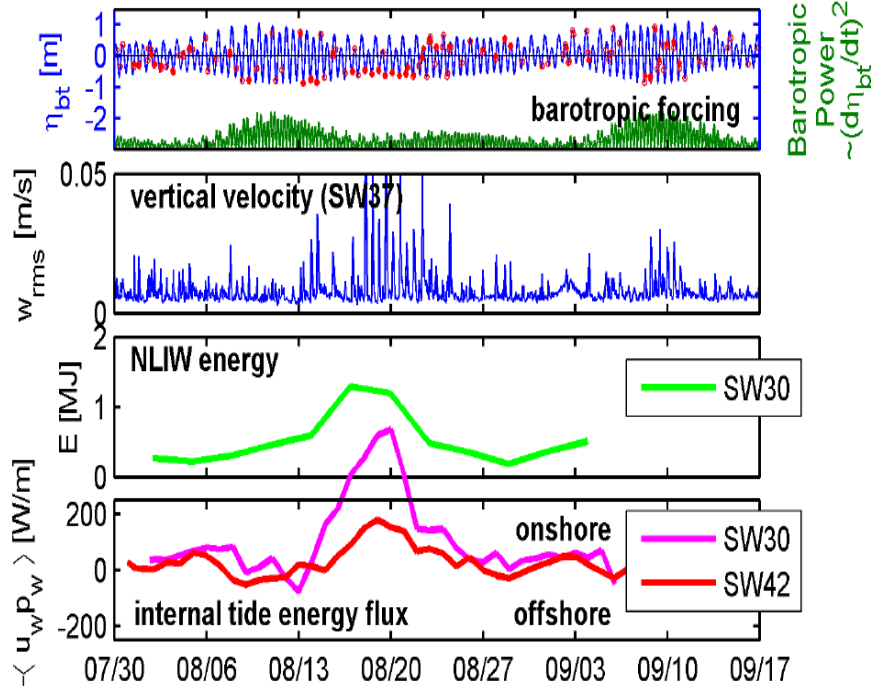 η_bt [m]
1
0
-1
-2
barotropic forcing
Barotropic
Power
~(dη_bt/dt)²
w_rms [m/s]
0.05
0
vertical velocity (SW37)
E [MJ]
2
1
0
NLIW energy
SW30
⟨ u_w p_w ⟩ [W/m]
200
0
-200
onshore
offshore
internal tide energy flux
SW30
SW42
07/30 08/06 08/13 08/20 08/27 09/03 09/10 09/17